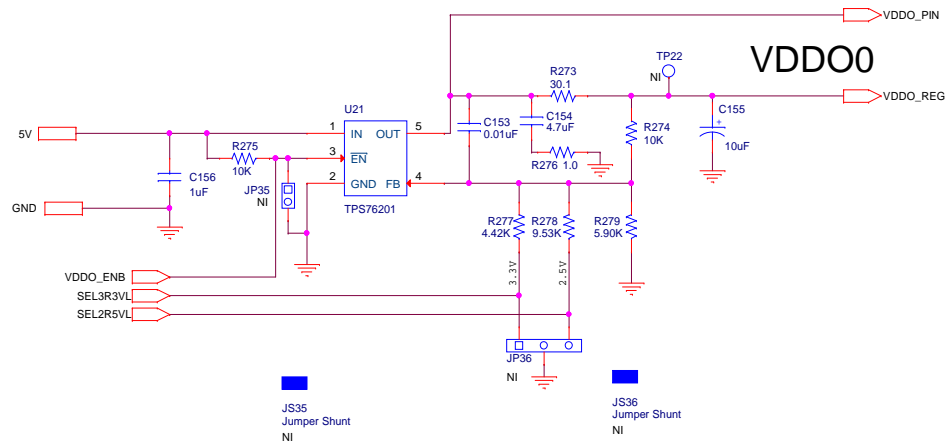 VDDO_PIN
VDDO0
TP22
NI
R273
30.1
VDDO_REG
U21
C153
0.01uF
C154
4.7uF
R274
10K
C155
+
10uF
5V
1
IN
OUT
5
R275
10K
3
EN
R276 1.0
C156
1uF
JP35
NI
2
GND
FB
4
TPS76201
GND
R277
4.42K
R278
9.53K
R279
5.90K
VDDO_ENB
3.3V
2.5V
SEL3R3VL
SEL2R5VL
JP36
NI
JS35
Jumper Shunt
NI
JS36
Jumper Shunt
NI